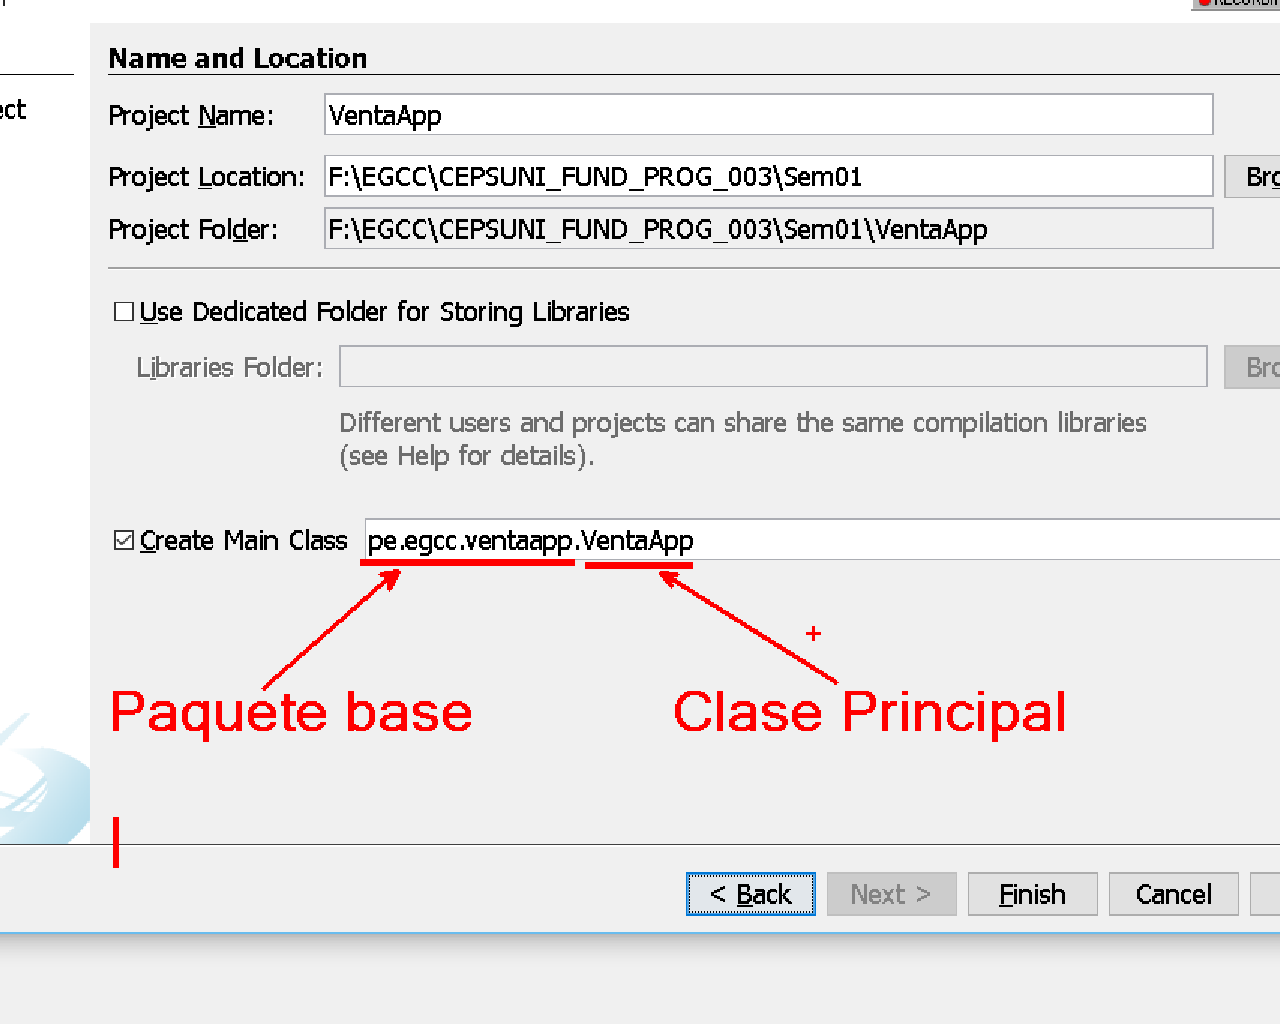 Name and Location
ect
Project Name: VentaApp
Project Location: F:\EGCC\CEPSUNI_FUND_PROG_003\Sem01
Project Folder: F:\EGCC\CEPSUNI_FUND_PROG_003\Sem01\VentaApp
Use Dedicated Folder for Storing Libraries
Libraries Folder:
Different users and projects can share the same compilation libraries
(see Help for details).
Create Main Class pe.egcc.ventaapp.VentaApp
Paquete base Clase Principal
< Back Next > Finish Cancel